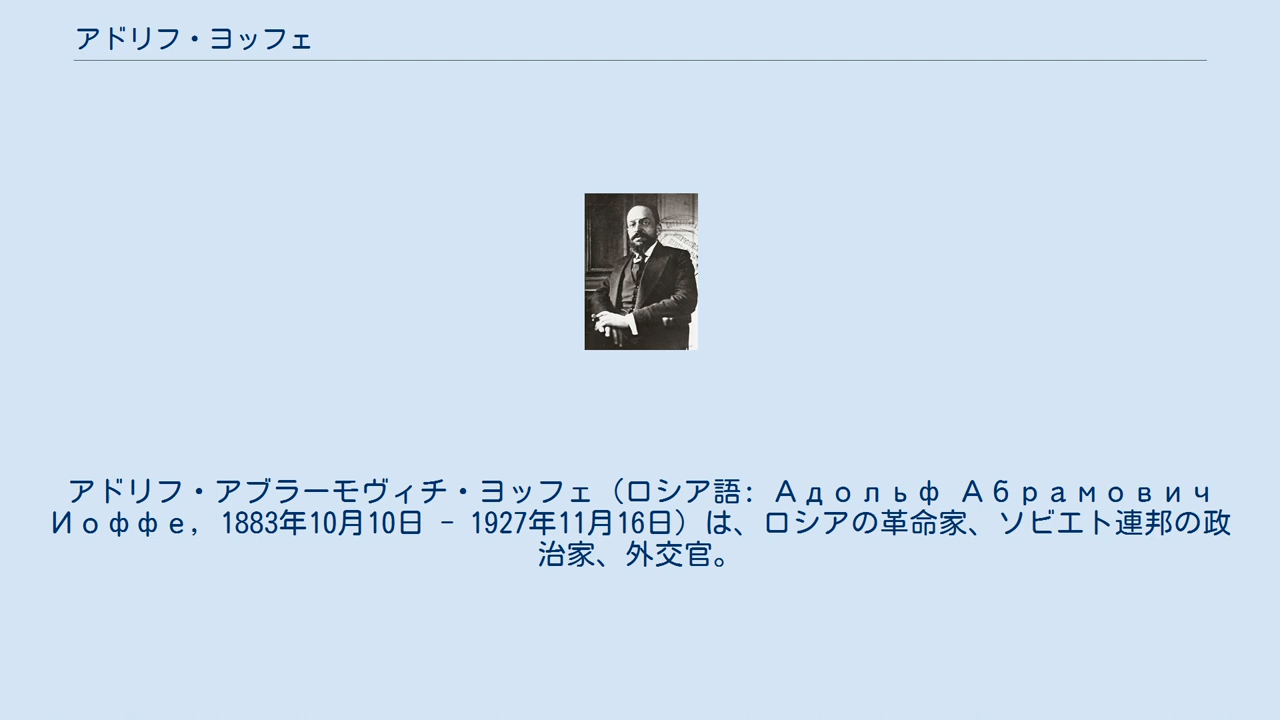 アドリフ・ヨッフェ
アドリフ・アブラーモヴィチ・ヨッフェ（ロシア語: Адольф Абрамович
Иоффе, 1883年10月10日 - 1927年11月16日）は、ロシアの革命家、ソビエト連邦の政
治家、外交官。